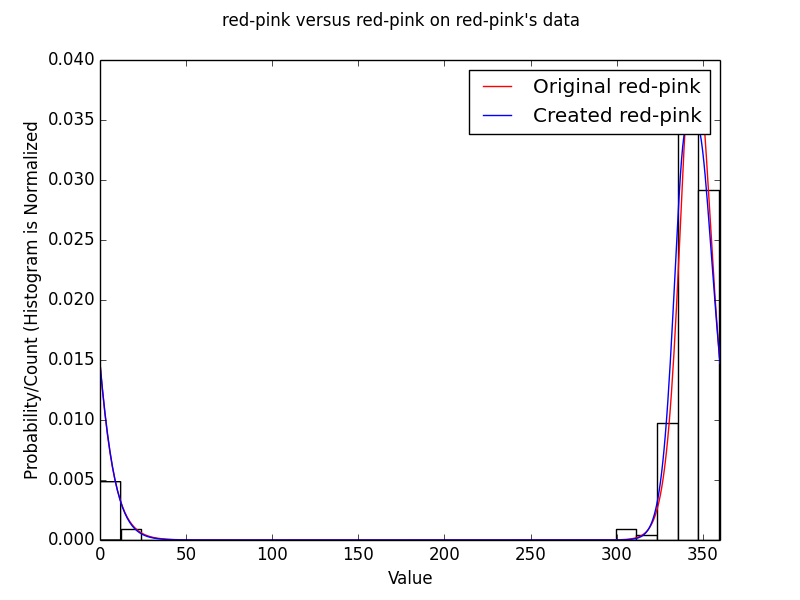 red-pink versus red-pink on red-pink's data
Probability/Count (Histogram is Normalized
0.040
0.035
0.030
0.025
0.020
0.015
0.010
0.005
0.000
Original red-pink
Created red-pink
0 50 100 150 200 250 300 350
Value